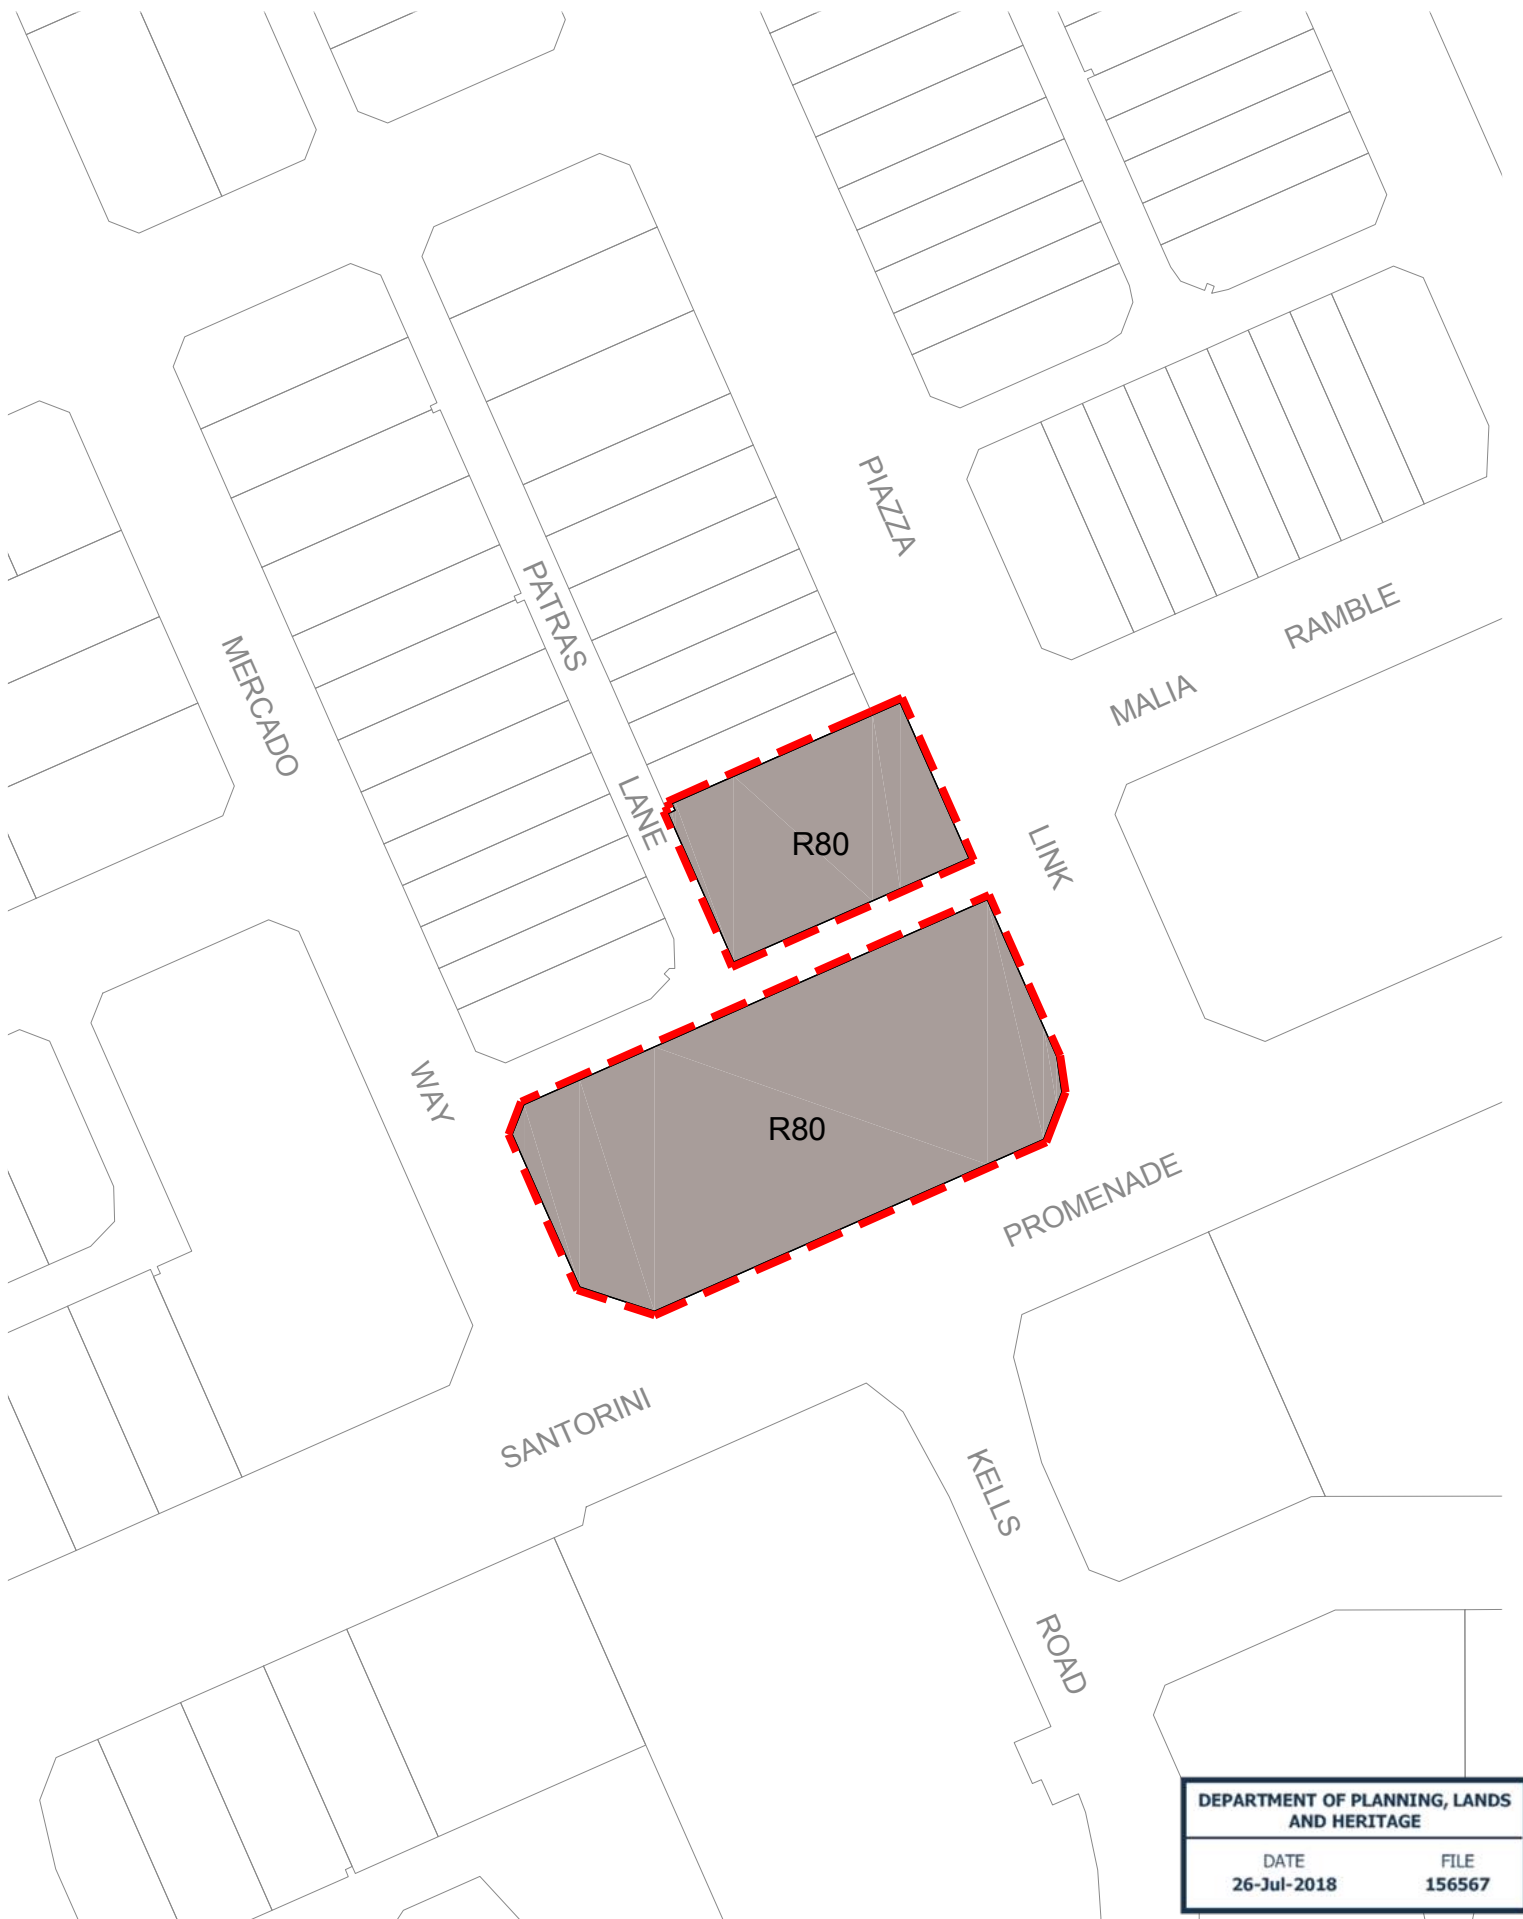 PIAZZA
PATRAS
RAMBLE
MERCADO
MALIA
LANE
R80
LINK
WAY
R80
PROMENADE
SANTORINI
KELLS
ROAD
DEPARTMENT OF PLANNING, LANDS
AND HERITAGE
DATE FILE
26-Jul-2018 156567